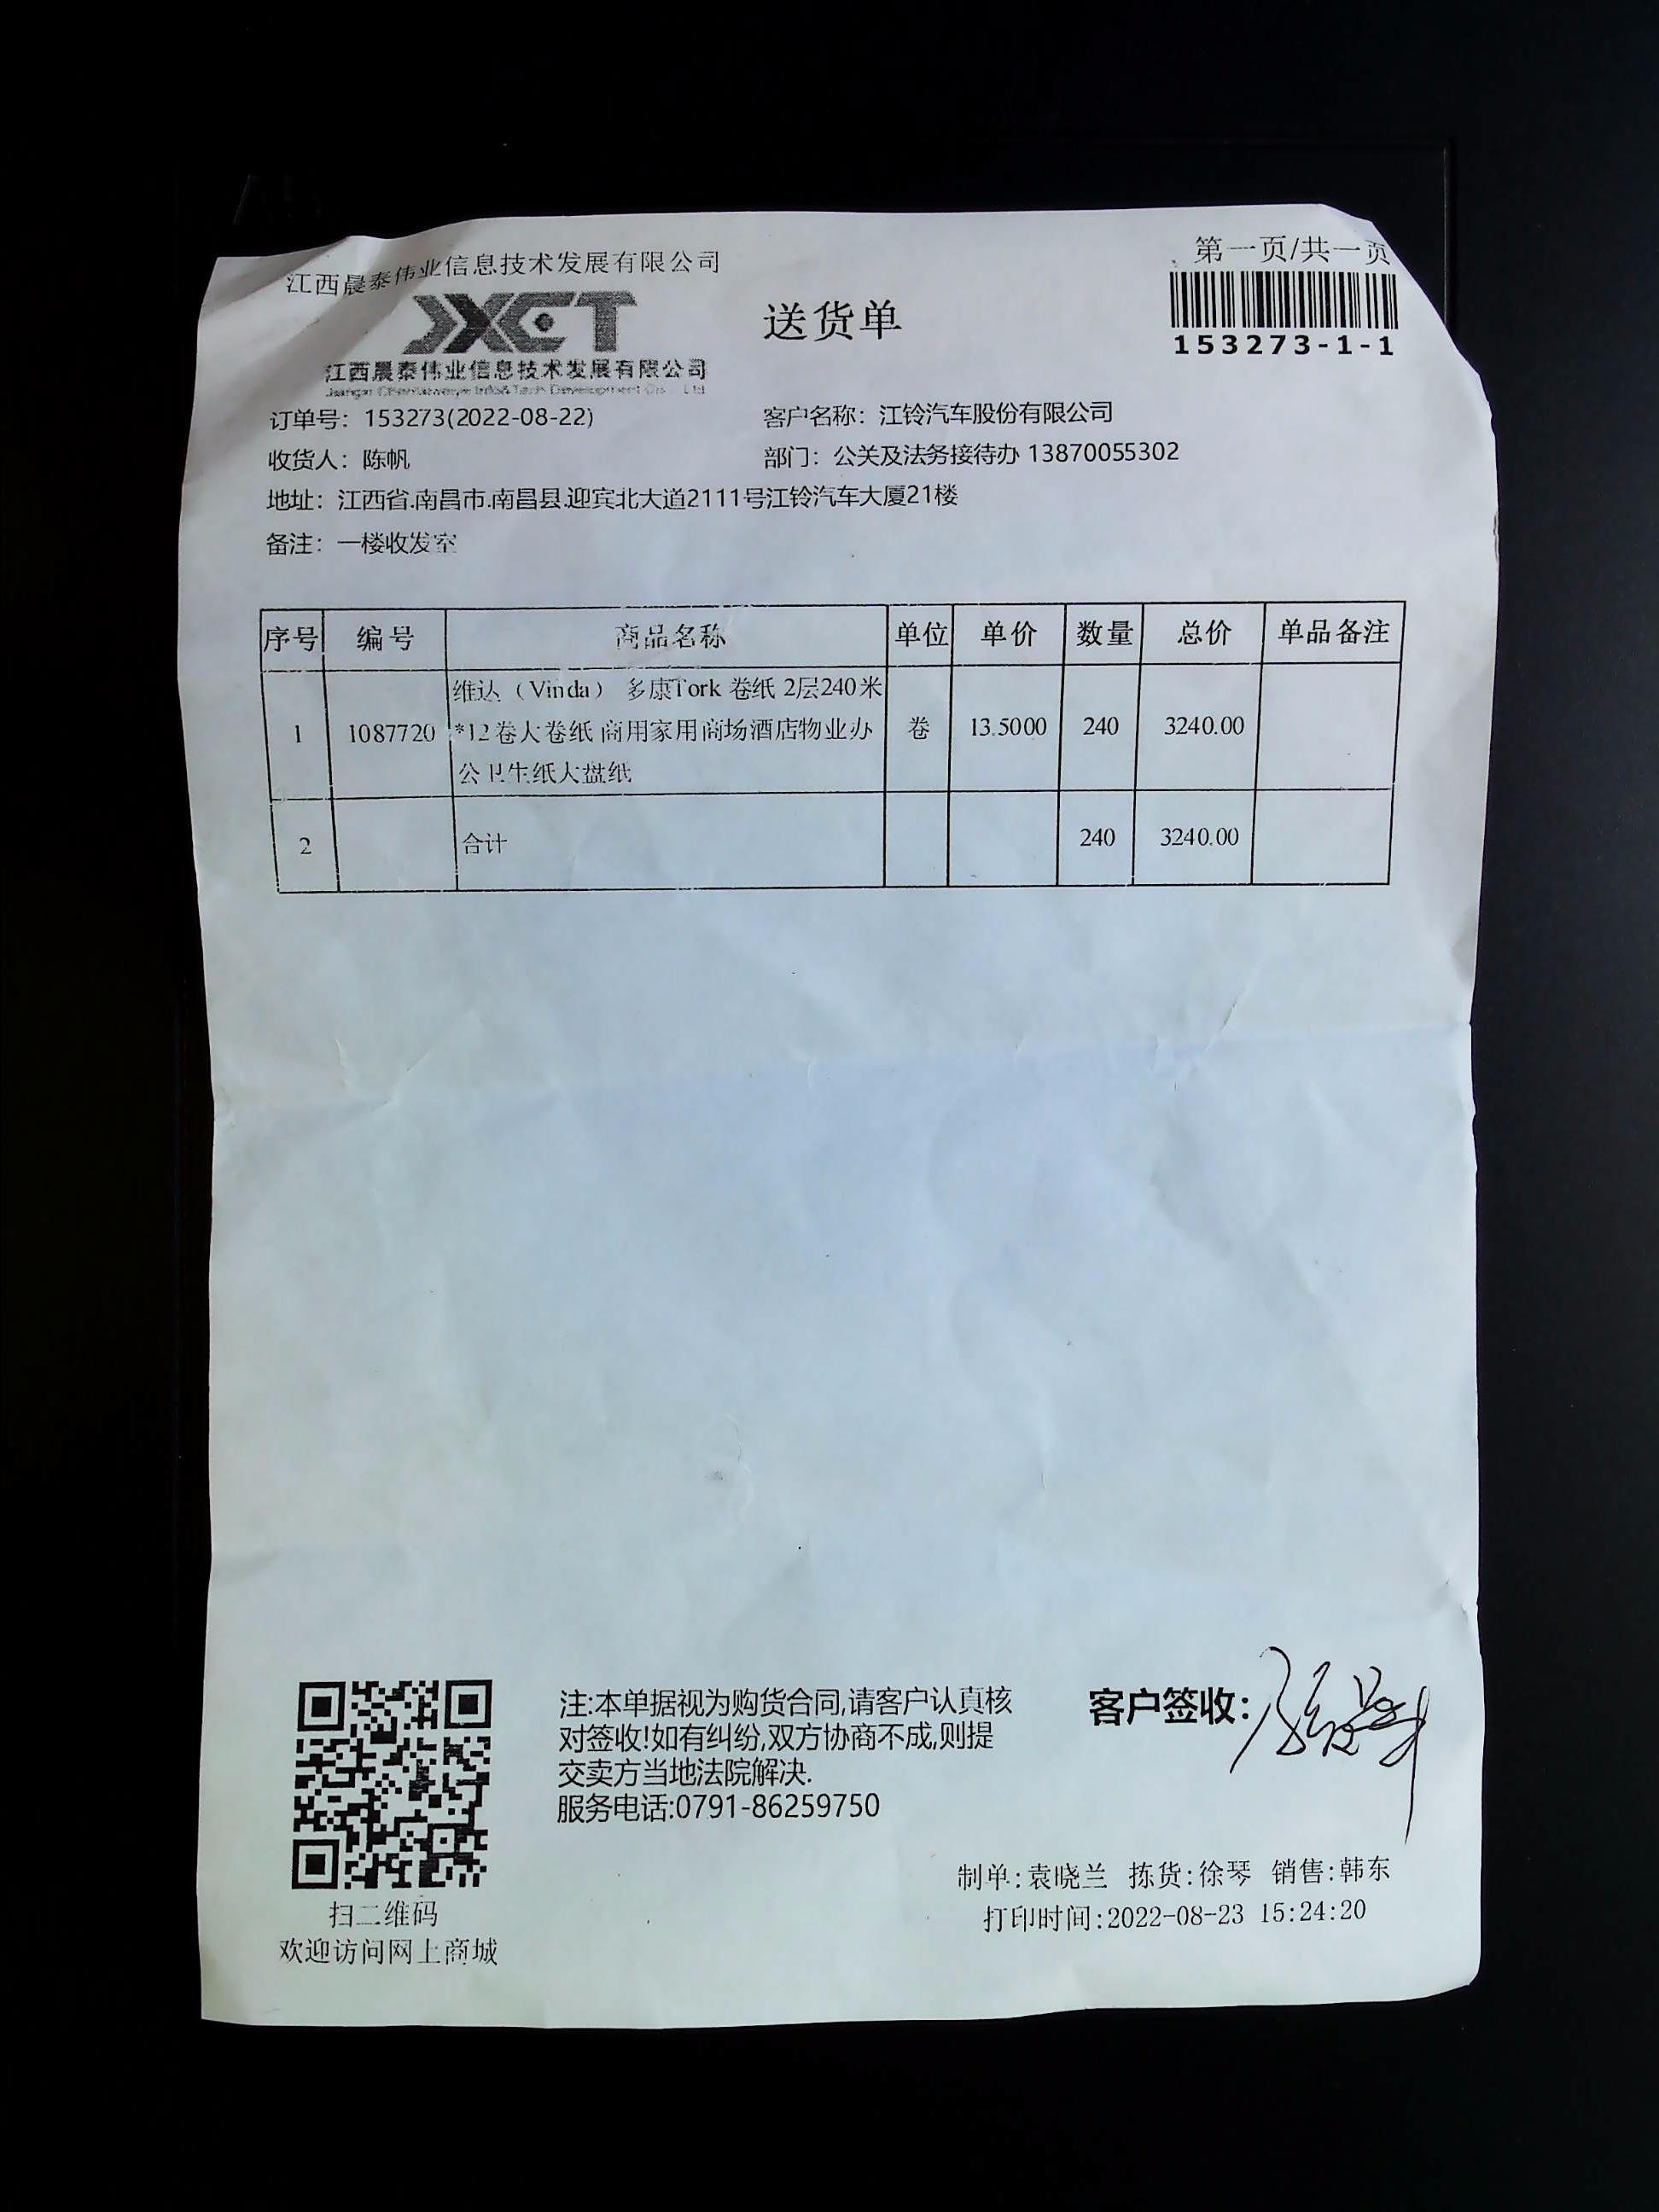 江西晨泰伟业信息技术发展有限公司
第一页/共一页
JXCT
送货单
153273-1-1
江西晨泰伟业信息技术发展有限公司
订单号：153273(2022-08-22)
客户名称：江铃汽车股份有限公司
收货人：陈帆
部门：公关及法务接待办 13870055302
地址：江西省.南昌市.南昌县.迎宾北大道2111号江铃汽车大厦21楼
备注：一楼收发室
序号 编号 商品名称 单位 单价 数量 总价 单品备注
维达（Vinda） 多康Tork 卷纸 2层240米
1 1087720 *12卷大卷纸 商用家用商场酒店物业办 卷 13.5000 240 3240.00
公卫生纸大盘纸
2 合计 240 3240.00
注:本单据视为购货合同,请客户认真核
对签收!如有纠纷,双方协商不成,则提
交卖方当地法院解决.
服务电话:0791-86259750
客户签收:
制单:袁晓兰 拣货:徐琴 销售:韩东
打印时间:2022-08-23 15:24:20
扫二维码
欢迎访问网上商城